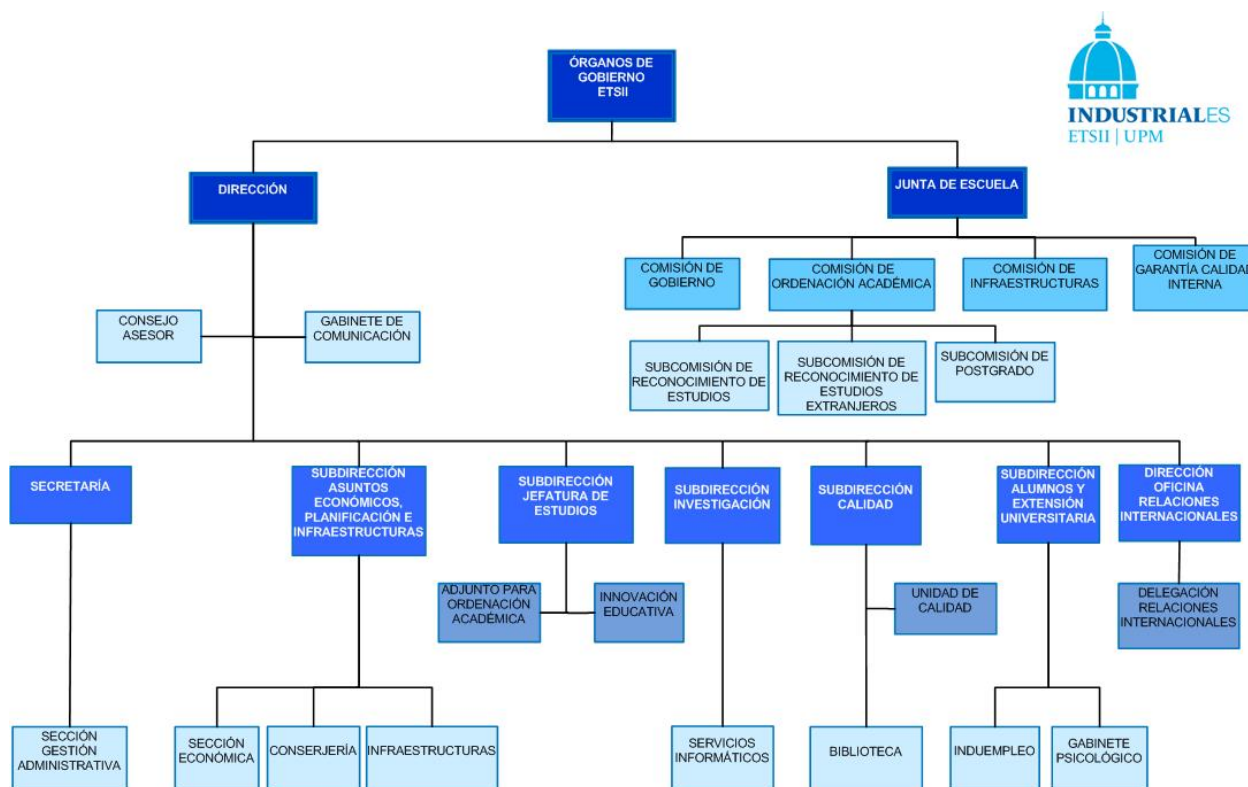 ÓRGANOS DE
GOBIERNO
ETSII
INDUSTRIALES
ETSII | UPM
DIRECCIÓN
JUNTA DE ESCUELA
COMISIÓN DE
GOBIERNO
COMISIÓN DE
ORDENACIÓN ACADÉMICA
COMISIÓN DE
INFRAESTRUCTURAS
COMISIÓN DE
GARANTÍA CALIDAD
INTERNA
CONSEJO
ASESOR
GABINETE DE
COMUNICACIÓN
SUBCOMISIÓN DE
RECONOCIMIENTO DE
ESTUDIOS
SUBCOMISIÓN DE
RECONOCIMIENTO DE
ESTUDIOS
EXTRANJEROS
SUBCOMISIÓN DE
POSTGRADO
SECRETARÍA
SUBDIRECCIÓN
ASUNTOS
ECONÓMICOS,
PLANIFICACIÓN E
INFRAESTRUCTURAS
SUBDIRECCIÓN
JEFATURA DE
ESTUDIOS
SUBDIRECCIÓN
INVESTIGACIÓN
SUBDIRECCIÓN
CALIDAD
SUBDIRECCIÓN
ALUMNOS Y
EXTENSIÓN
UNIVERSITARIA
DIRECCIÓN
OFICINA
RELACIONES
INTERNACIONALES
ADJUNTO PARA
ORDENACIÓN
ACADÉMICA
INNOVACIÓN
EDUCATIVA
UNIDAD DE
CALIDAD
DELEGACIÓN
RELACIONES
INTERNACIONALES
SECCIÓN
GESTIÓN
ADMINISTRATIVA
SECCIÓN
ECONÓMICA
CONSERJERÍA
INFRAESTRUCTURAS
SERVICIOS
INFORMÁTICOS
BIBLIOTECA
INDUEMPLEO
GABINETE
PSICOLÓGICO